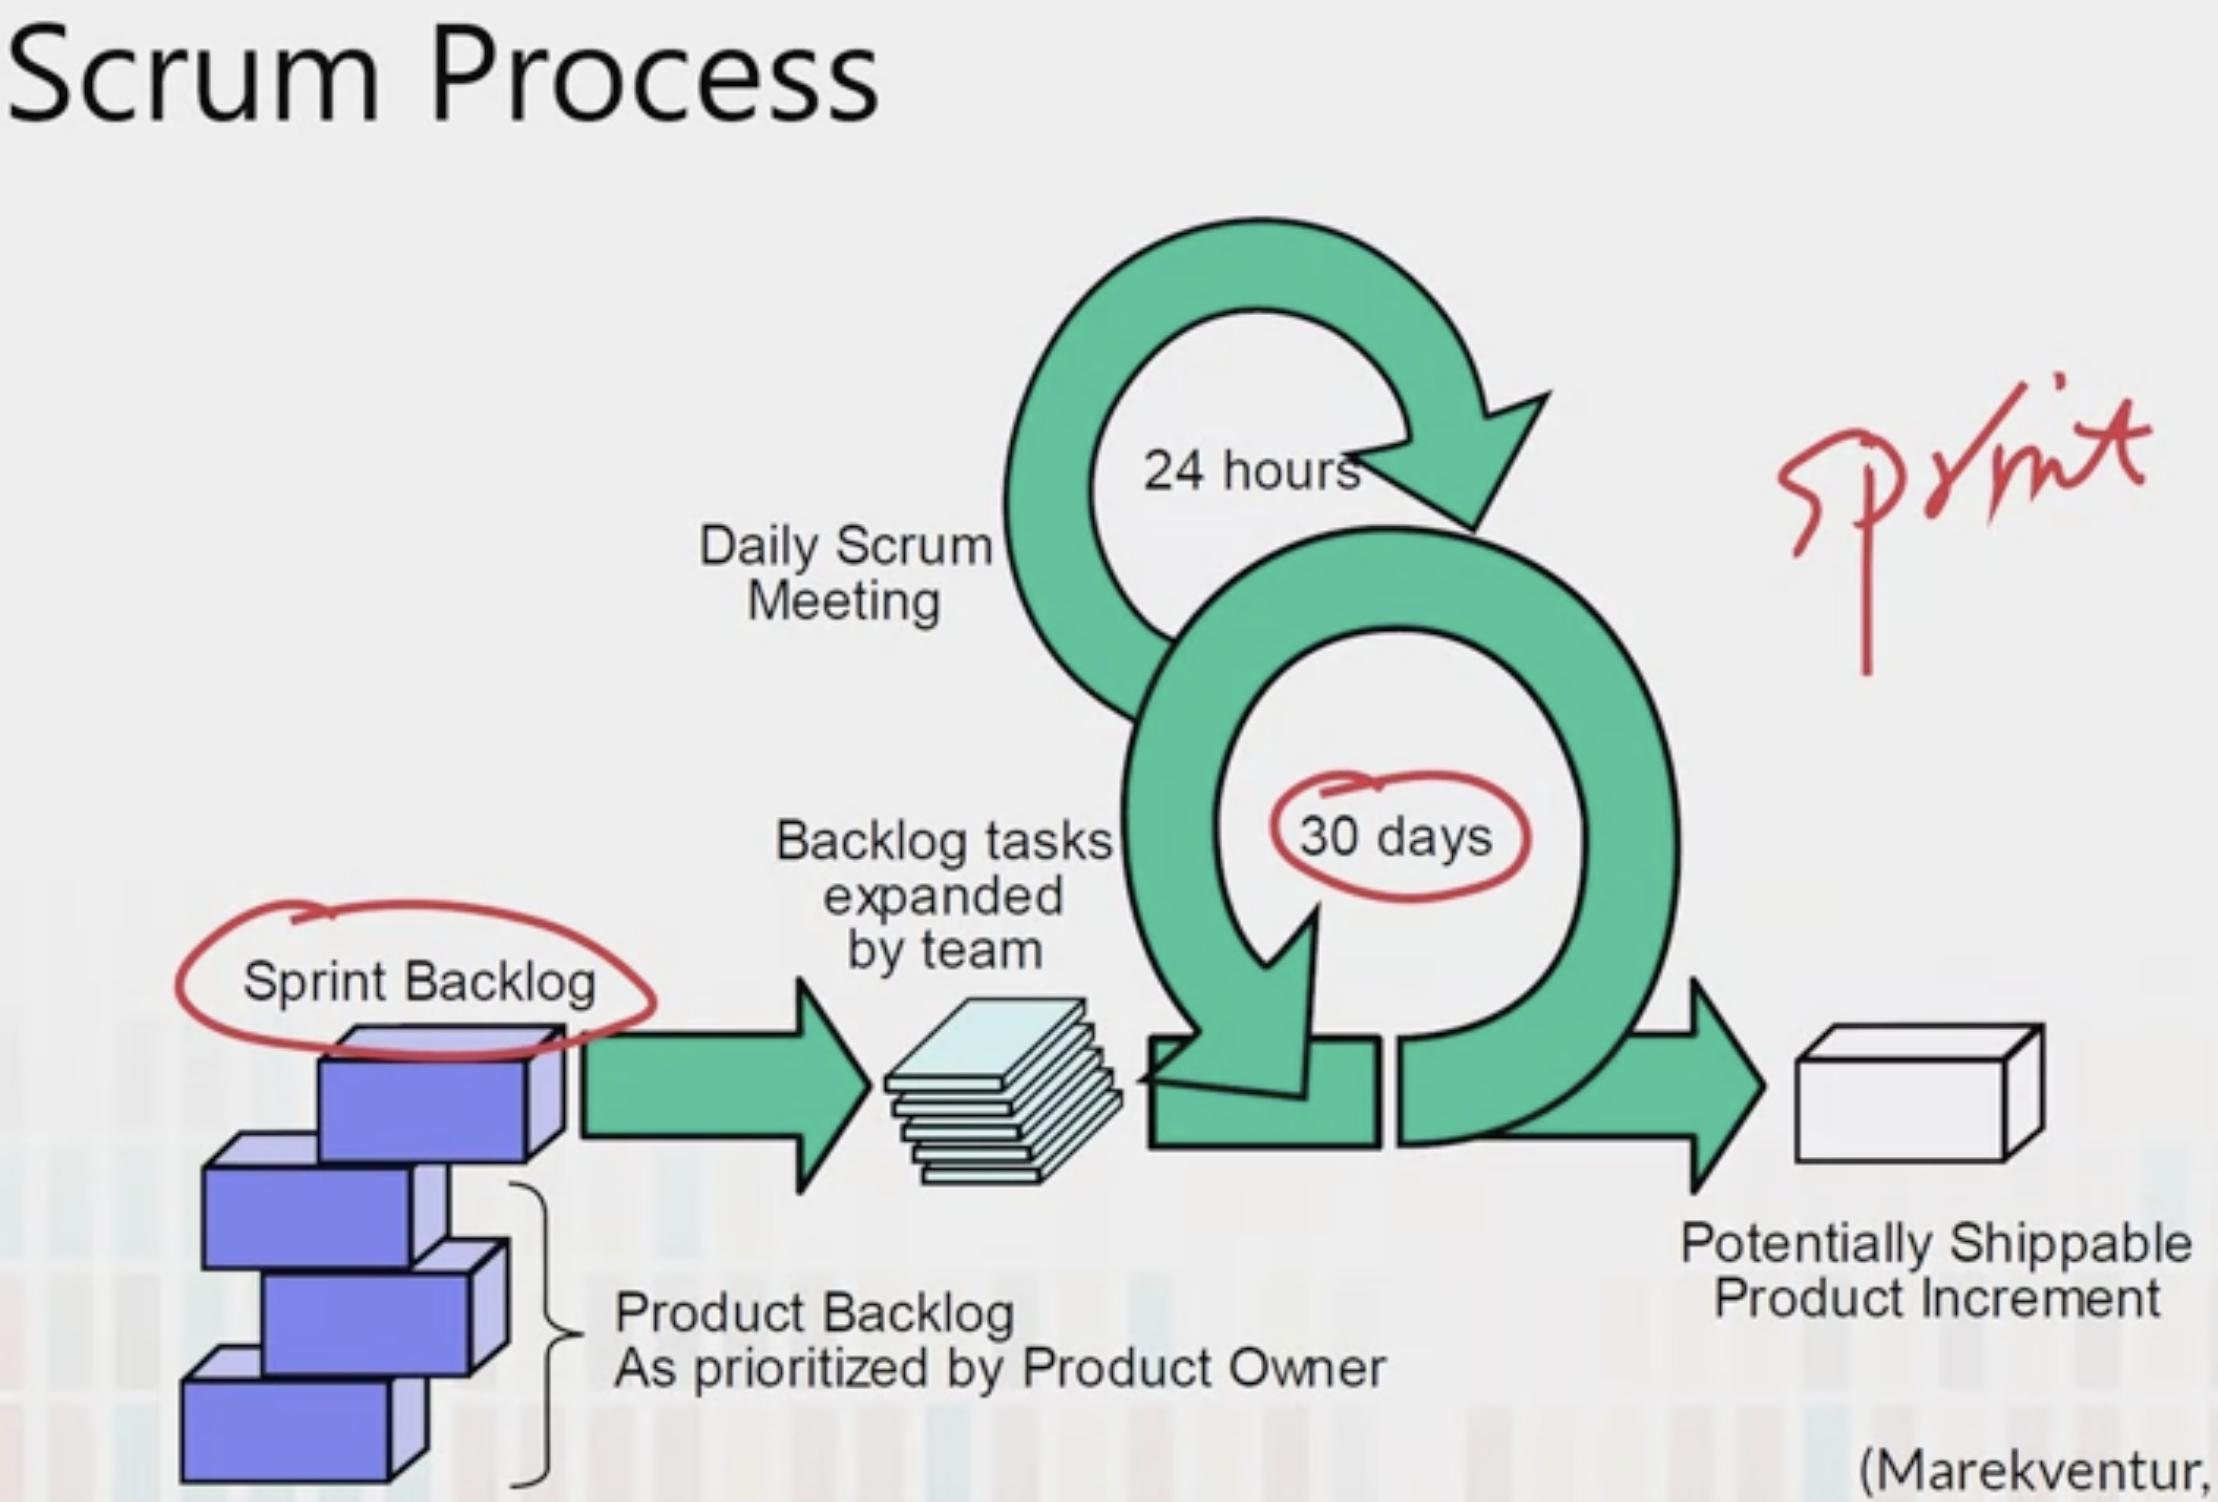 Scrum Process
24 hours
sprint
Daily Scrum
Meeting
Backlog tasks
expanded
by team
30 days
Sprint Backlog
Potentially Shippable
Product Increment
Product Backlog
As prioritized by Product Owner
(Marekventur,